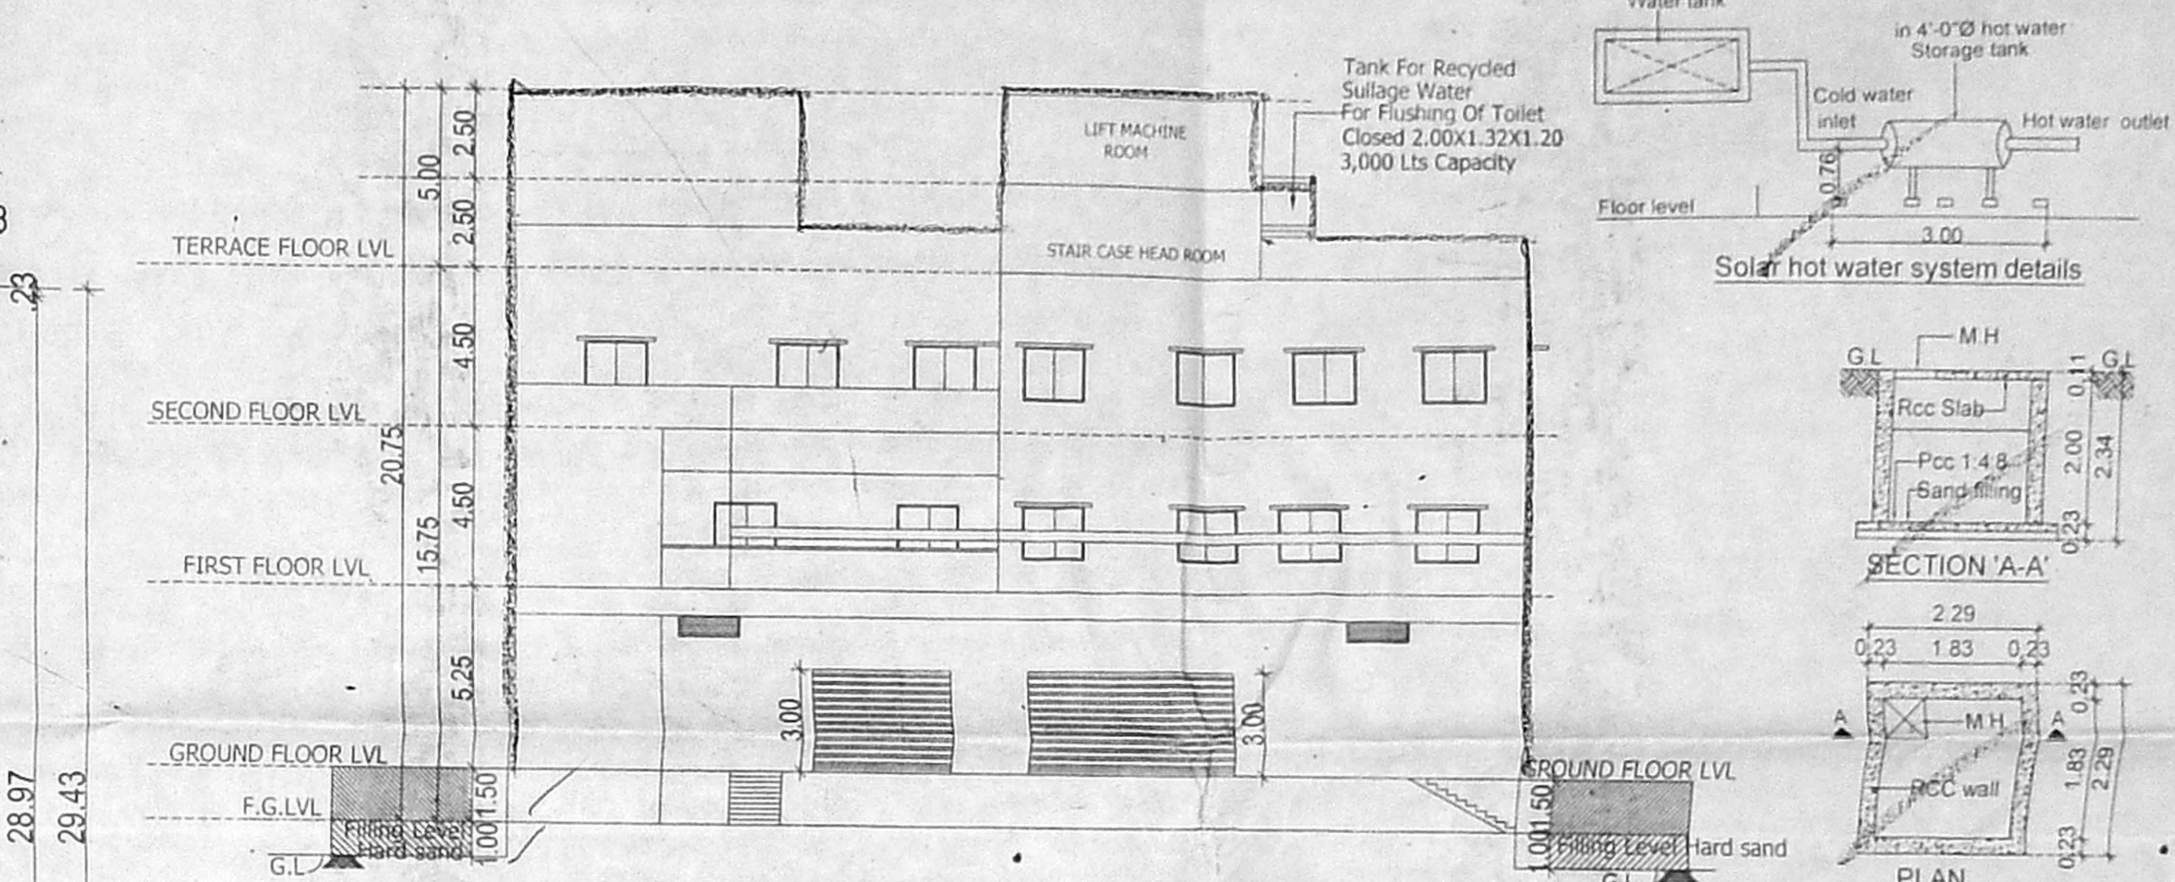 Water tank
in 4'-0"Ø hot water
Storage tank
Cold water
inlet
Hot water outlet
0.76
Floor level
3.00
Solar hot water system details
Tank For Recycled
Sullage Water
For Flushing Of Toilet
Closed 2.00X1.32X1.20
3,000 Lts Capacity
LIFT MACHINE
ROOM
STAIR CASE HEAD ROOM
2.50
5.00
2.50
TERRACE FLOOR LVL
23
4.50
SECOND FLOOR LVL
20.75
4.50
15.75
FIRST FLOOR LVL
5.25
3.00
3.00
GROUND FLOOR LVL
GROUND FLOOR LVL
28.97
29.43
F.G.LVL
1.50
1.50
Filling Level
Hard sand
1.00
1.00
Filling Level Hard sand
G.L
G.L
M H
G.L
G.L
0.11
Rcc Slab
2.00
2.34
Pcc 1:4:8
Sand filling
0.23
SECTION 'A-A'
2.29
0.23 1.83 0.23
0.23
A
M H
A
1.83
2.29
RCC wall
0.23
PLAN